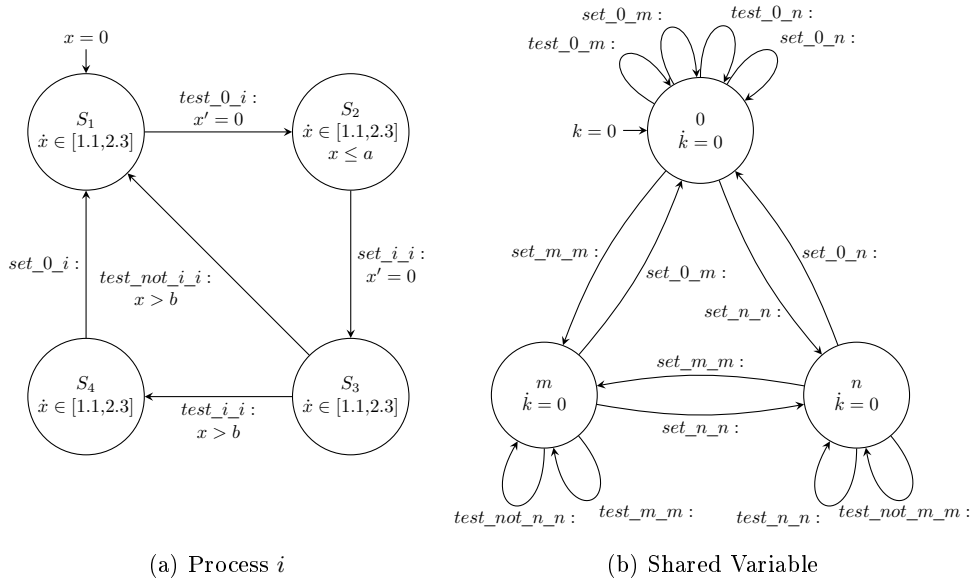 x = 0
S1
ẋ ∈ [1.1,2.3]
test_0_i :
x′ = 0
S2
ẋ ∈ [1.1,2.3]
x ≤ a
set_i_i :
x′ = 0
S3
ẋ ∈ [1.1,2.3]
test_i_i :
x > b
S4
ẋ ∈ [1.1,2.3]
set_0_i :
test_not_i_i :
x > b
(a) Process i
set_0_m :
test_0_n :
test_0_m :
set_0_n :
k = 0
0
k̇ = 0
set_m_m :
set_0_m :
set_n_n :
set_0_n :
m
k̇ = 0
set_m_m :
set_n_n :
n
k̇ = 0
test_not_n_n :
test_m_m :
test_n_n :
test_not_m_m :
(b) Shared Variable